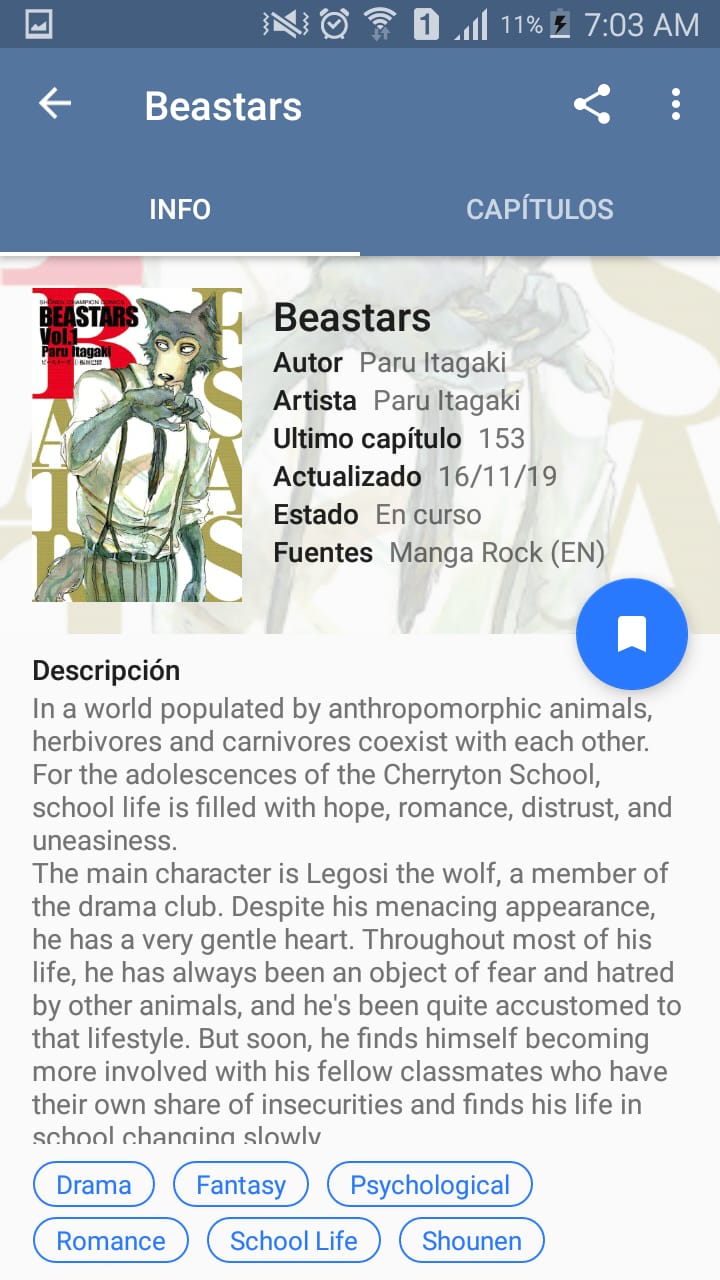 11% 7:03 AM
Beastars
INFO CAPÍTULOS
SHONEN CHAMPION COMICS
BEASTARS
Vol.1
Paru Itagaki
Beastars
Autor Paru Itagaki
Artista Paru Itagaki
Ultimo capítulo 153
Actualizado 16/11/19
Estado En curso
Fuentes Manga Rock (EN)
Descripción
In a world populated by anthropomorphic animals,
herbivores and carnivores coexist with each other.
For the adolescences of the Cherryton School,
school life is filled with hope, romance, distrust, and
uneasiness.
The main character is Legosi the wolf, a member of
the drama club. Despite his menacing appearance,
he has a very gentle heart. Throughout most of his
life, he has always been an object of fear and hatred
by other animals, and he's been quite accustomed to
that lifestyle. But soon, he finds himself becoming
more involved with his fellow classmates who have
their own share of insecurities and finds his life in
school changing slowly
Drama Fantasy Psychological
Romance School Life Shounen